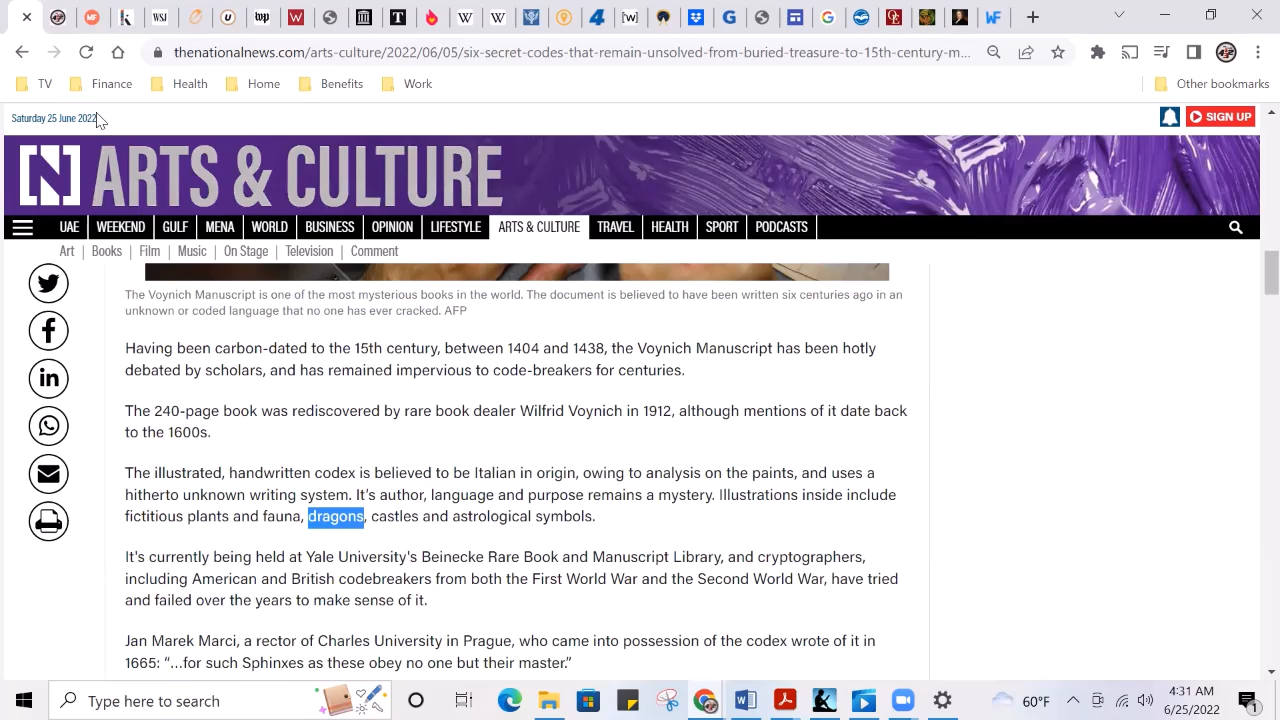 thenationalnews.com/arts-culture/2022/06/05/six-secret-codes-that-remain-unsolved-from-buried-treasure-to-15th-century-m...
TV Finance Health Home Benefits Work Other bookmarks
Saturday 25 June 2022 SIGN UP
N ARTS & CULTURE
UAE WEEKEND GULF MENA WORLD BUSINESS OPINION LIFESTYLE ARTS & CULTURE TRAVEL HEALTH SPORT PODCASTS
Art | Books | Film | Music | On Stage | Television | Comment
The Voynich Manuscript is one of the most mysterious books in the world. The document is believed to have been written six centuries ago in an
unknown or coded language that no one has ever cracked. AFP
Having been carbon-dated to the 15th century, between 1404 and 1438, the Voynich Manuscript has been hotly
debated by scholars, and has remained impervious to code-breakers for centuries.
The 240-page book was rediscovered by rare book dealer Wilfrid Voynich in 1912, although mentions of it date back
to the 1600s.
The illustrated, handwritten codex is believed to be Italian in origin, owing to analysis on the paints, and uses a
hitherto unknown writing system. It's author, language and purpose remains a mystery. Illustrations inside include
fictitious plants and fauna, dragons, castles and astrological symbols.
It's currently being held at Yale University's Beinecke Rare Book and Manuscript Library, and cryptographers,
including American and British codebreakers from both the First World War and the Second World War, have tried
and failed over the years to make sense of it.
Jan Marek Marci, a rector of Charles University in Prague, who came into possession of the codex wrote of it in
1665: “…for such Sphinxes as these obey no one but their master.”
Type here to search 60°F 4:31 AM
6/25/2022